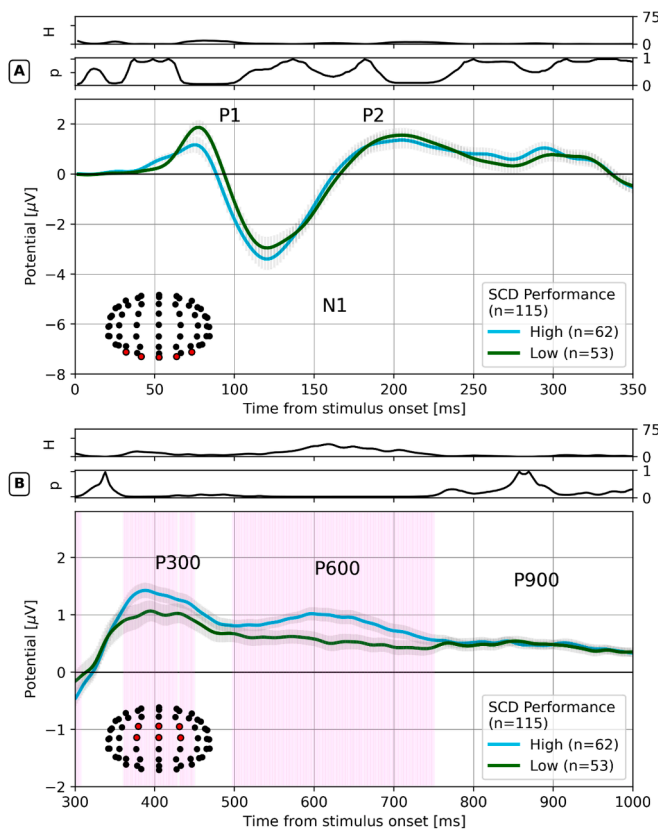 H
75
0
A
p
1
0
P1
P2
N1
2
0
−2
−4
−6
−8
Potential [μV]
SCD Performance
(n=115)
High (n=62)
Low (n=53)
0 50 100 150 200 250 300 350
Time from stimulus onset [ms]
H
75
0
B
p
1
0
P300
P600
P900
2
1
0
−1
−2
Potential [μV]
SCD Performance
(n=115)
High (n=62)
Low (n=53)
300 400 500 600 700 800 900 1000
Time from stimulus onset [ms]